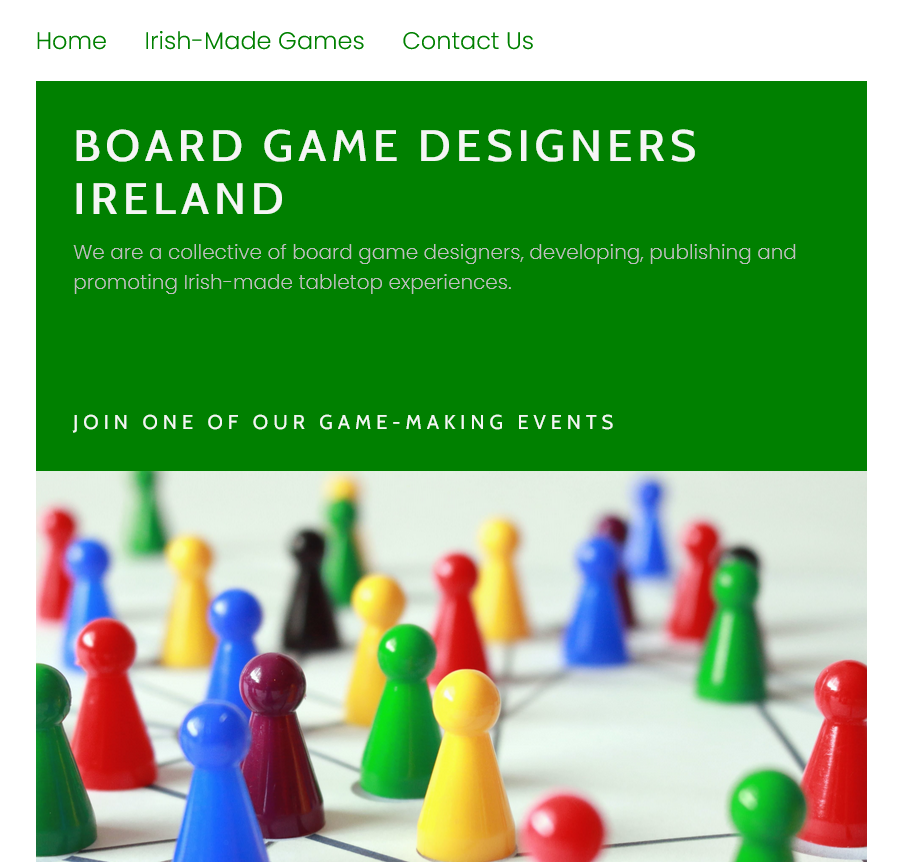 Home Irish-Made Games Contact Us
BOARD GAME DESIGNERS
IRELAND
We are a collective of board game designers, developing, publishing and
promoting Irish-made tabletop experiences.
JOIN ONE OF OUR GAME-MAKING EVENTS